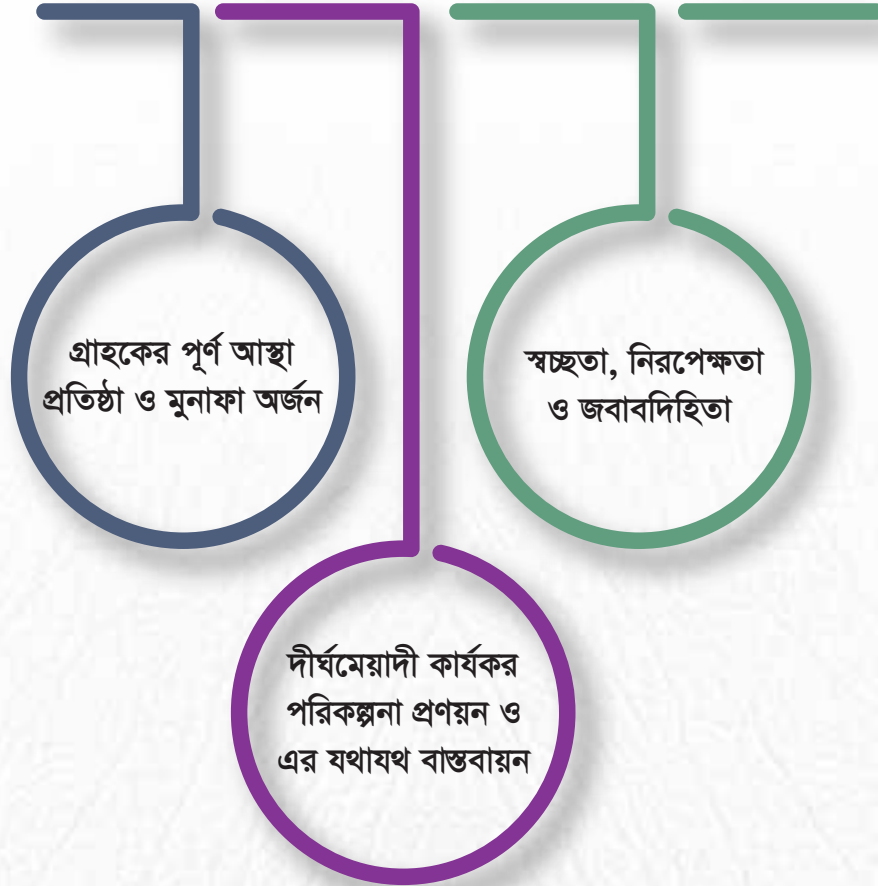 গ্রাহকের পূর্ণ আস্থা
প্রতিষ্ঠা ও মুনাফা অর্জন
স্বচ্ছতা, নিরপেক্ষতা
ও জবাবদিহিতা
দীর্ঘমেয়াদী কার্যকর
পরিকল্পনা প্রণয়ন ও
এর যথাযথ বাস্তবায়ন